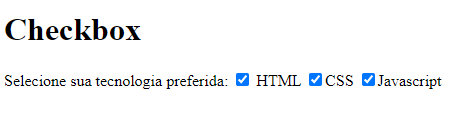 Checkbox
Selecione sua tecnologia preferida: HTML CSS Javascript